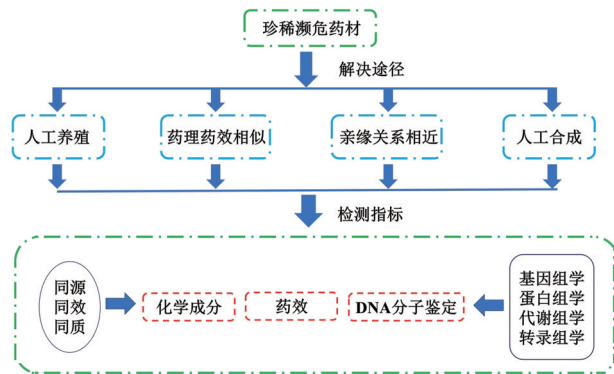 珍稀濒危药材
解决途径
人工养殖
药理药效相似
亲缘关系相近
人工合成
检测指标
同源
同效
同质
化学成分
药效
DNA分子鉴定
基因组学
蛋白组学
代谢组学
转录组学